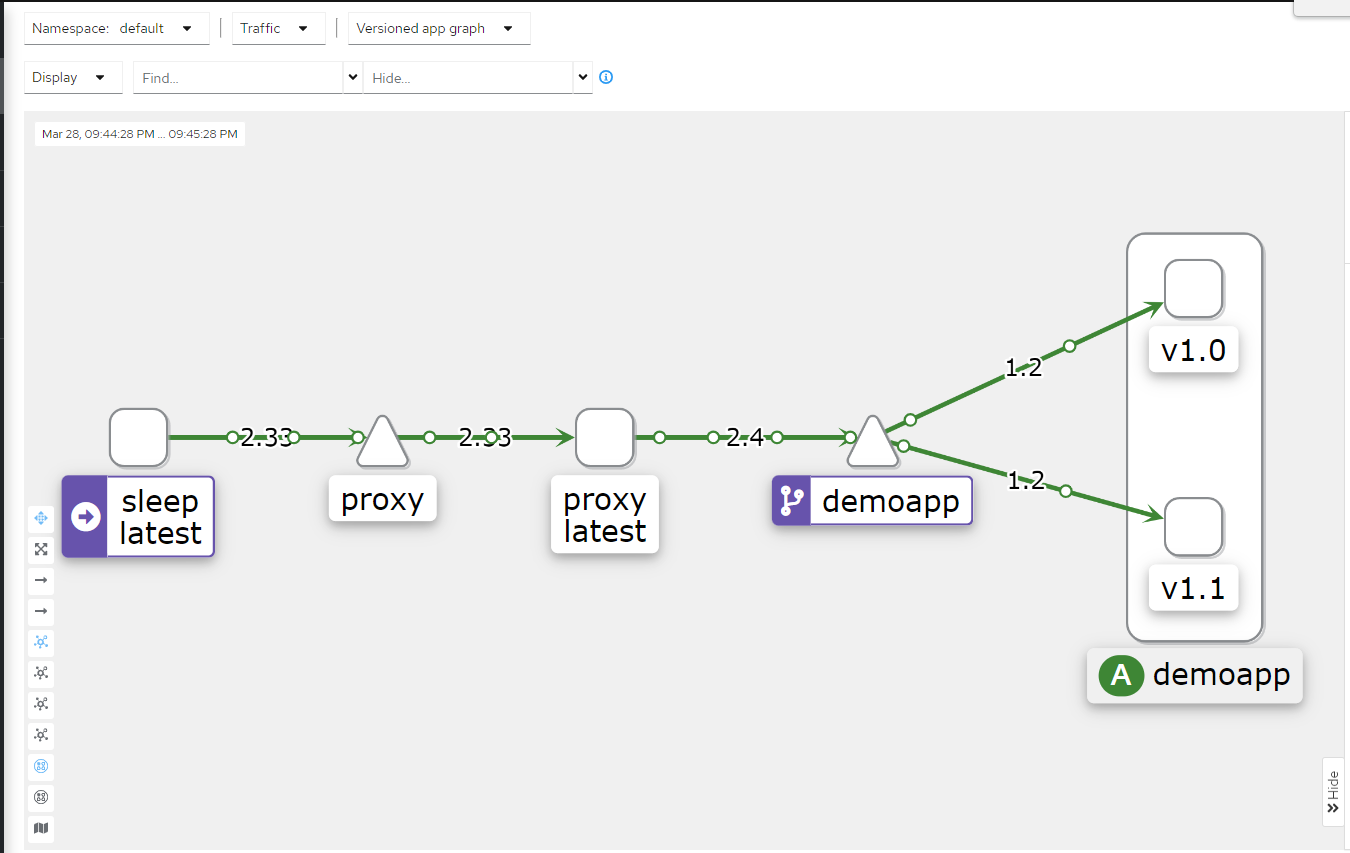 Namespace: default
Traffic
Versioned app graph
Display
Find...
Hide...
Mar 28, 09:44:28 PM ... 09:45:28 PM
v1.0
1.2
2.33
2.33
2.4
1.2
sleep
latest
proxy
proxy
latest
demoapp
v1.1
A demoapp
Hide